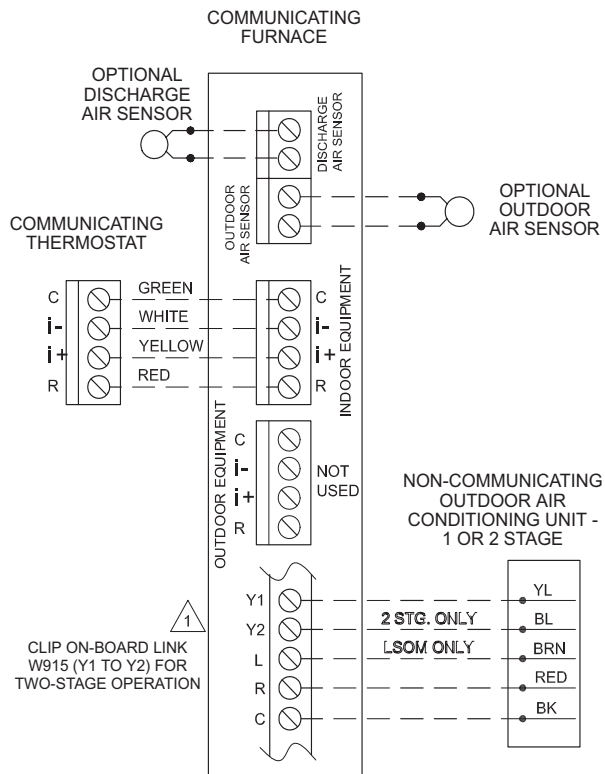 COMMUNICATING
FURNACE
OPTIONAL
DISCHARGE
AIR SENSOR
DISCHARGE
AIR SENSOR
OUTDOOR
AIR SENSOR
OPTIONAL
OUTDOOR
AIR SENSOR
COMMUNICATING
THERMOSTAT
C GREEN C
i- WHITE i-
i+ YELLOW i+
R RED R
INDOOR EQUIPMENT
OUTDOOR EQUIPMENT
C
i-
i+
R
NOT
USED
NON-COMMUNICATING
OUTDOOR AIR
CONDITIONING UNIT -
1 OR 2 STAGE
1
CLIP ON-BOARD LINK
W915 (Y1 TO Y2) FOR
TWO-STAGE OPERATION
Y1 YL
Y2 2 STG. ONLY BL
L LSOM ONLY BRN
R RED
C BK